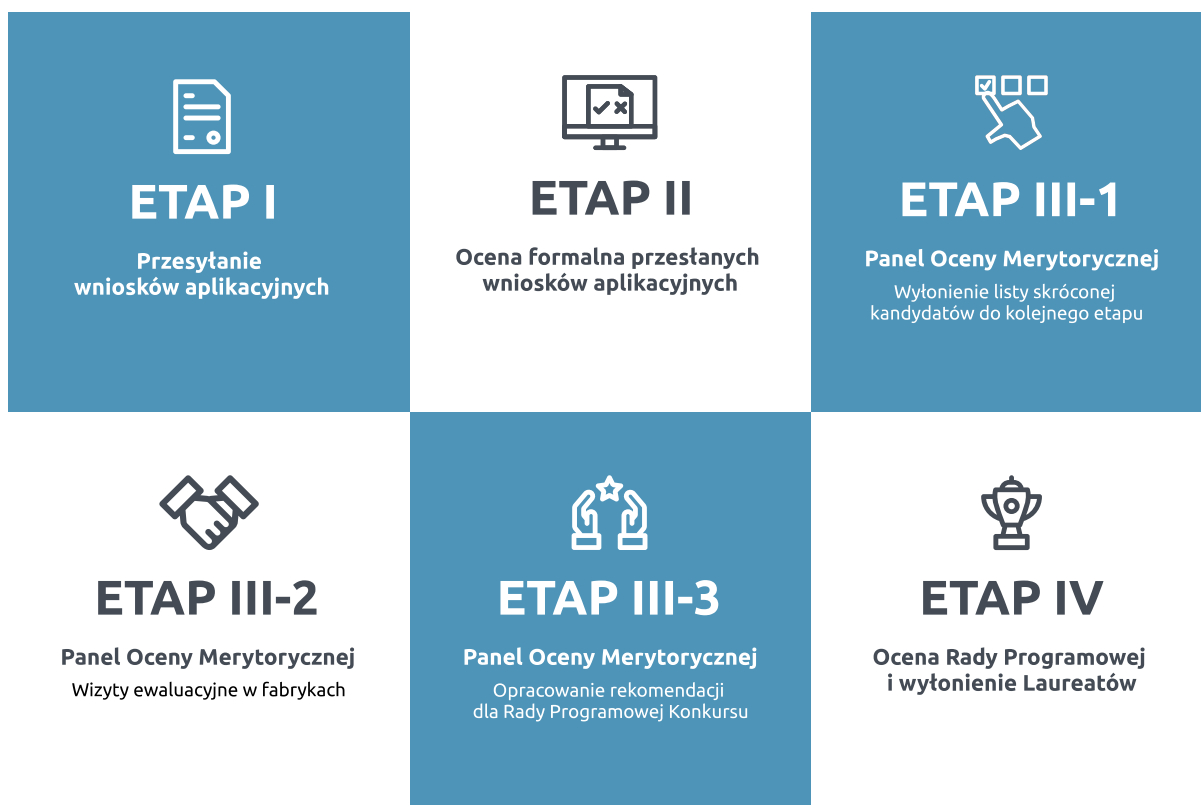 ETAP I
Przesyłanie
wniosków aplikacyjnych
ETAP II
Ocena formalna przesłanych
wniosków aplikacyjnych
ETAP III-1
Panel Oceny Merytorycznej
Wyłonienie listy skróconej
kandydatów do kolejnego etapu
ETAP III-2
Panel Oceny Merytorycznej
Wizyty ewaluacyjne w fabrykach
ETAP III-3
Panel Oceny Merytorycznej
Opracowanie rekomendacji
dla Rady Programowej Konkursu
ETAP IV
Ocena Rady Programowej
i wyłonienie Laureatów